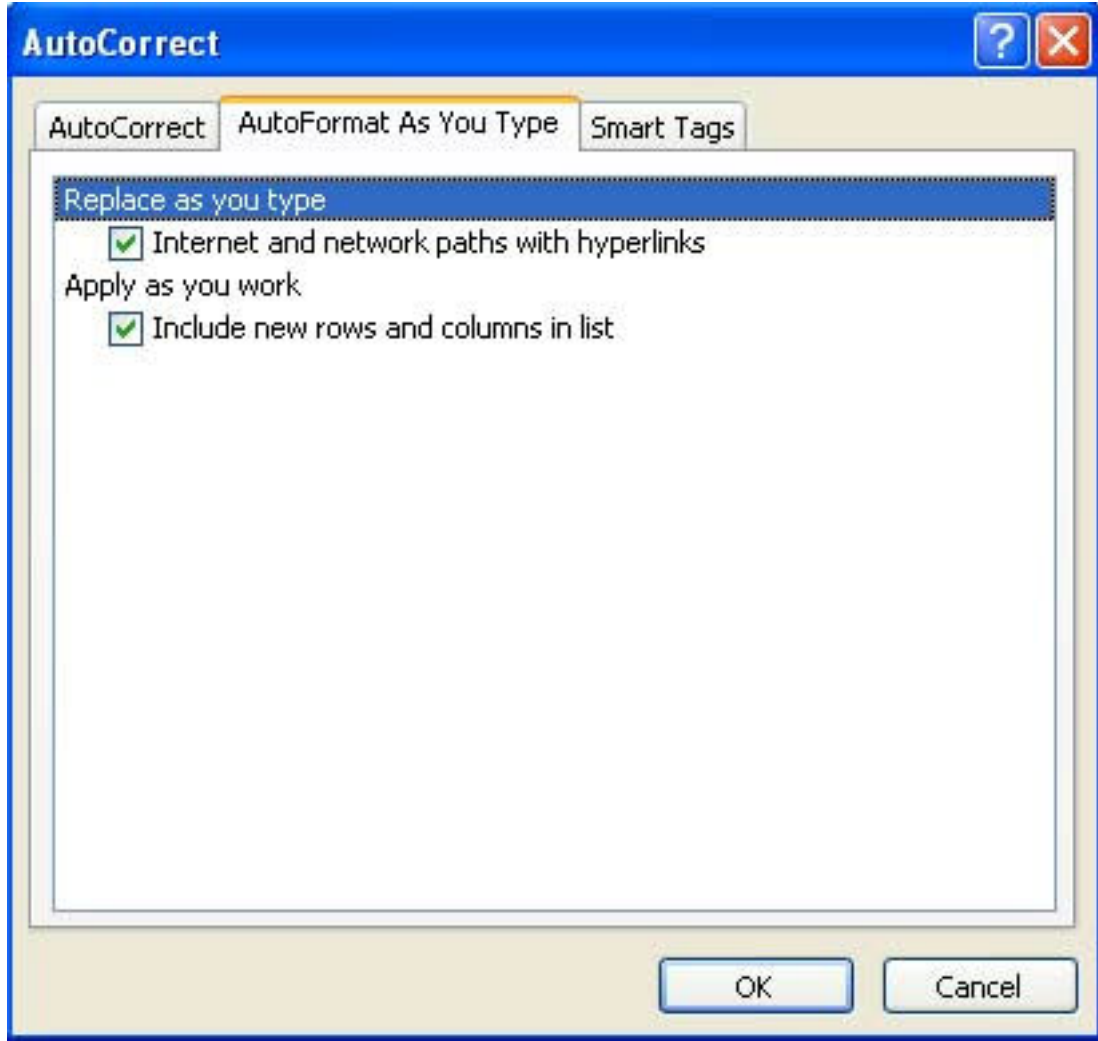 AutoCorrect
AutoCorrect AutoFormat As You Type Smart Tags
Replace as you type
Internet and network paths with hyperlinks
Apply as you work
Include new rows and columns in list
OK Cancel